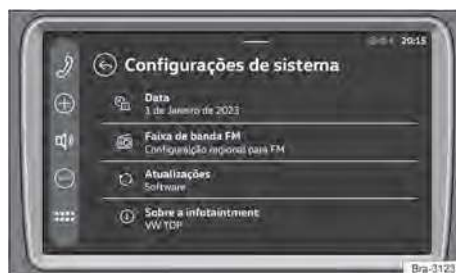 20:15
Configurações de sistema
Data
1 de Janeiro de 2023
Faixa de banda FM
Configuração regional para FM
Atualizações
Software
Sobre a infotainment
VW TOP
Bra-3123